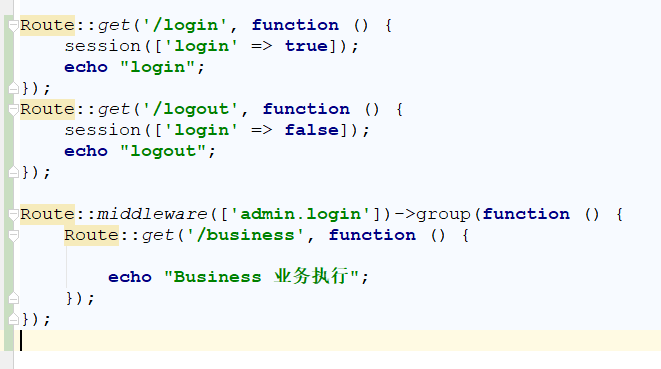 Route::get('/login', function () {
    session(['login' => true]);
    echo "login";
});
Route::get('/logout', function () {
    session(['login' => false]);
    echo "logout";
});

Route::middleware(['admin.login'])->group(function () {
    Route::get('/business', function () {

        echo "Business 业务执行";
    });
});